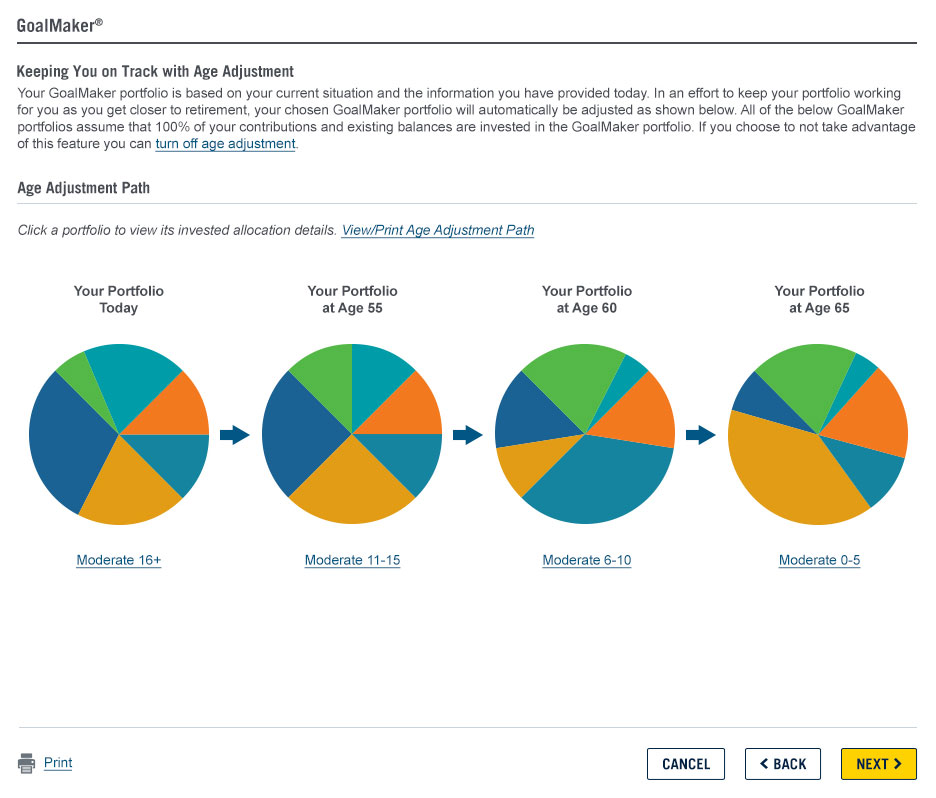 GoalMaker®
Keeping You on Track with Age Adjustment
Your GoalMaker portfolio is based on your current situation and the information you have provided today. In an effort to keep your portfolio working
for you as you get closer to retirement, your chosen GoalMaker portfolio will automatically be adjusted as shown below. All of the below GoalMaker
portfolios assume that 100% of your contributions and existing balances are invested in the GoalMaker portfolio. If you choose to not take advantage
of this feature you can turn off age adjustment.
Age Adjustment Path
Click a portfolio to view its invested allocation details. View/Print Age Adjustment Path
Your Portfolio
Today
Your Portfolio
at Age 55
Your Portfolio
at Age 60
Your Portfolio
at Age 65
Moderate 16+
Moderate 11-15
Moderate 6-10
Moderate 0-5
Print
CANCEL
< BACK
NEXT >